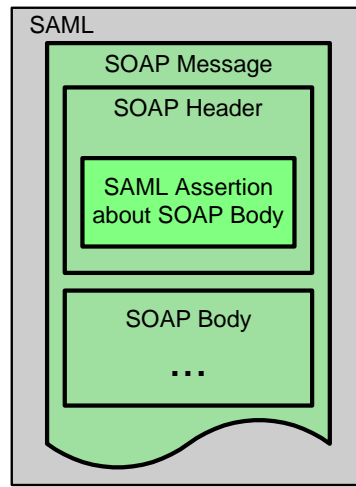 SAML
SOAP Message
SOAP Header
SAML Assertion
about SOAP Body
SOAP Body
...